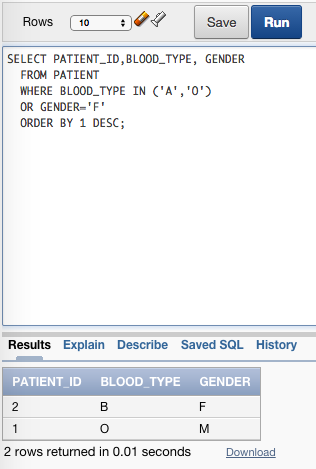 Rows 10 Save Run
SELECT PATIENT_ID,BLOOD_TYPE, GENDER
FROM PATIENT
WHERE BLOOD_TYPE IN ('A','O')
OR GENDER='F'
ORDER BY 1 DESC;
Results Explain Describe Saved SQL History
PATIENT_ID BLOOD_TYPE GENDER
2 B F
1 O M
2 rows returned in 0.01 seconds Download